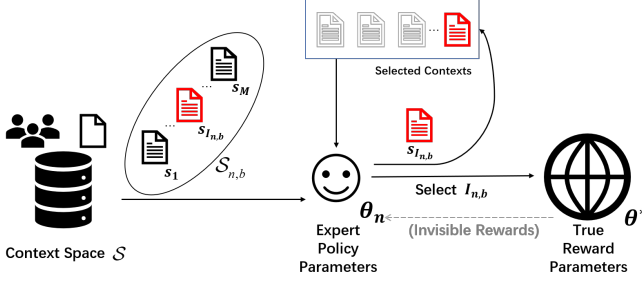 ...
Selected Contexts
s_M
...
s_{I_{n,b}}
...
s_1
𝒮_{n,b}
s_{I_{n,b}}
Select I_{n,b}
θ_n
(Invisible Rewards)
θ*
Context Space 𝒮
Expert
Policy
Parameters
True
Reward
Parameters